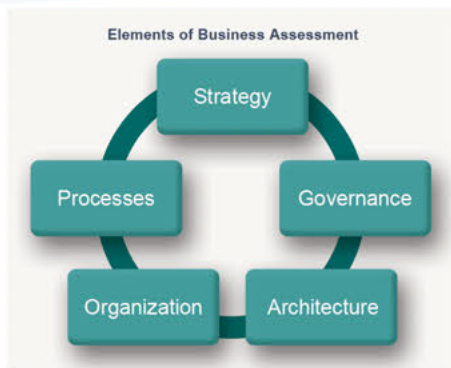 Elements of Business Assessment
Strategy
Processes
Governance
Organization
Architecture